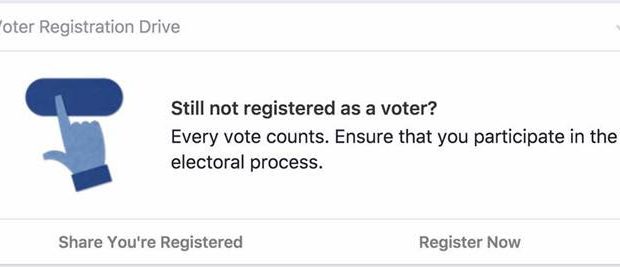 Voter Registration Drive
Still not registered as a voter?
Every vote counts. Ensure that you participate in the
electoral process.
Share You're Registered
Register Now